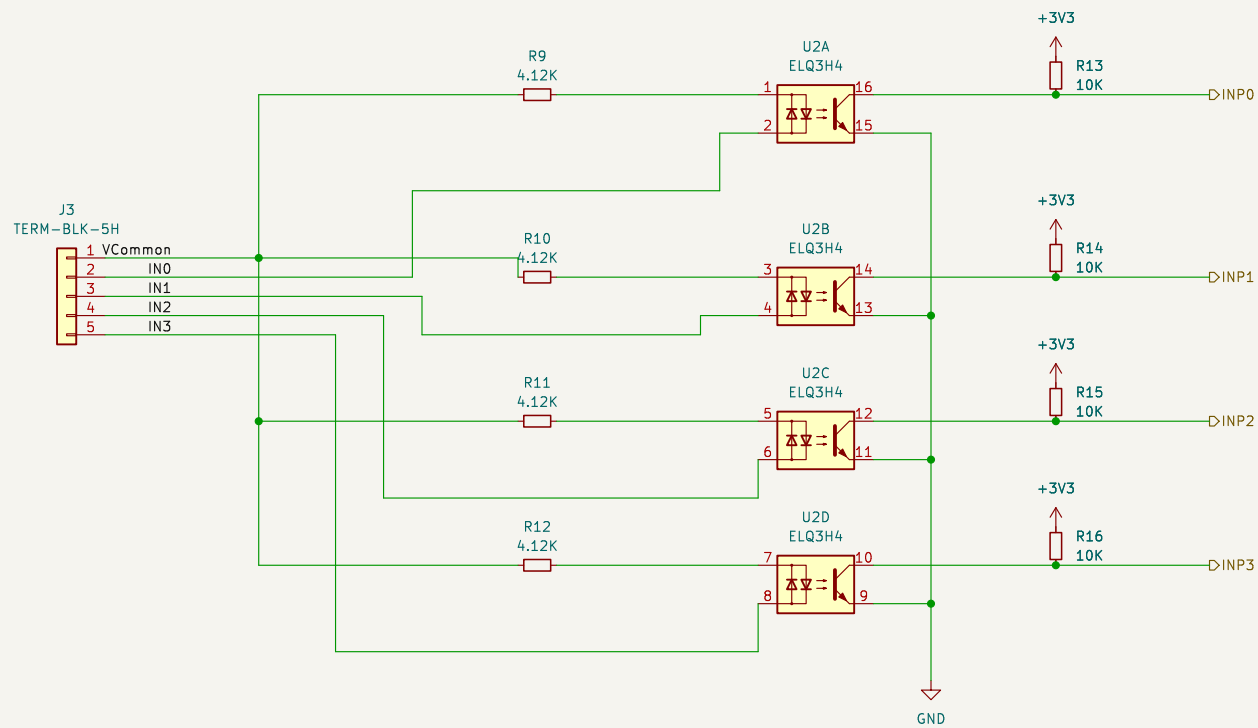 +3V3
U2A
ELQ3H4
R9
4.12K
R13
10K
1
16
INP0
2
15
+3V3
J3
TERM-BLK-5H
U2B
ELQ3H4
R10
4.12K
R14
10K
1 VCommon
2 IN0
3 IN1
4 IN2
5 IN3
3
14
INP1
4
13
+3V3
U2C
ELQ3H4
R11
4.12K
R15
10K
5
12
INP2
6
11
+3V3
U2D
ELQ3H4
R12
4.12K
R16
10K
7
10
INP3
8
9
GND